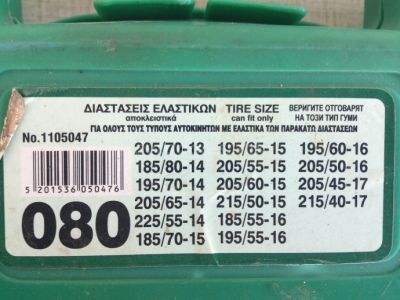 ΔΙΑΣΤΑΣΕΙΣ ΕΛΑΣΤΙΚΩΝ TIRE SIZE ВЕРИГИТЕ ОТГОВАРЯТ
αποκλειστικά can fit only НА ТОЗИ ТИП ГУМИ
ΓΙΑ ΟΛΟΥΣ ΤΟΥΣ ΤΥΠΟΥΣ ΑΥΤΟΚΙΝΗΤΩΝ ΜΕ ΕΛΑΣΤΙΚΑ ΤΩΝ ΠΑΡΑΚΑΤΩ ΔΙΑΣΤΑΣΕΩΝ
No.1105047
205/70-13 195/65-15 195/60-16
185/80-14 205/55-15 205/50-16
195/70-14 205/60-15 205/45-17
205/65-14 215/50-15 215/40-17
225/55-14 185/55-16
185/70-15 195/55-16
5 201536 050476
080